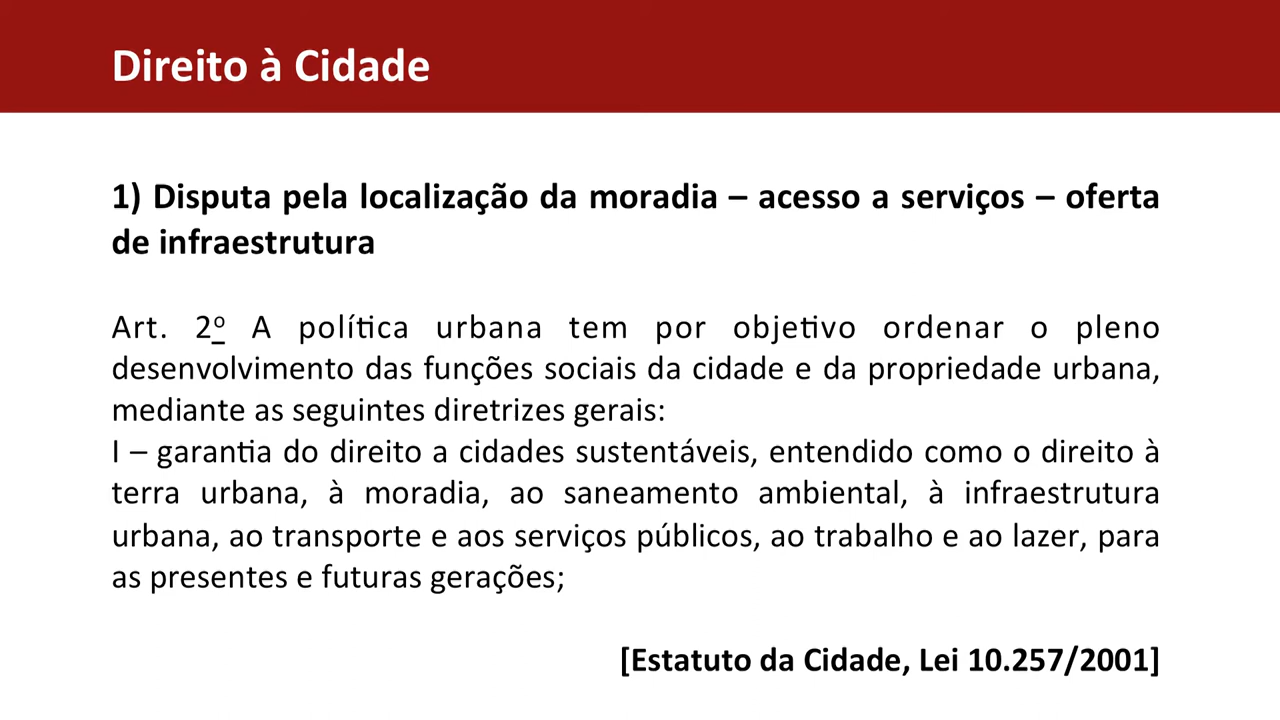 Direito à Cidade
1) Disputa pela localização da moradia – acesso a serviços – oferta
de infraestrutura
Art. 2º A política urbana tem por objetivo ordenar o pleno
desenvolvimento das funções sociais da cidade e da propriedade urbana,
mediante as seguintes diretrizes gerais:
I – garantia do direito a cidades sustentáveis, entendido como o direito à
terra urbana, à moradia, ao saneamento ambiental, à infraestrutura
urbana, ao transporte e aos serviços públicos, ao trabalho e ao lazer, para
as presentes e futuras gerações;
[Estatuto da Cidade, Lei 10.257/2001]